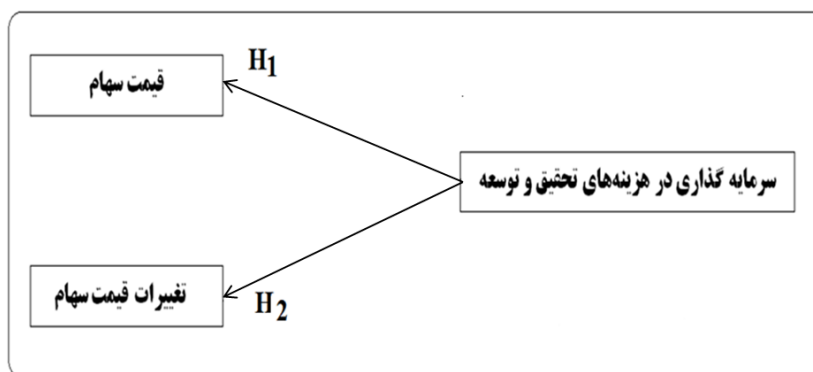 H1
قیمت سهام
سرمایه گذاری در هزینه‌های تحقیق و توسعه
تغییرات قیمت سهام
H2